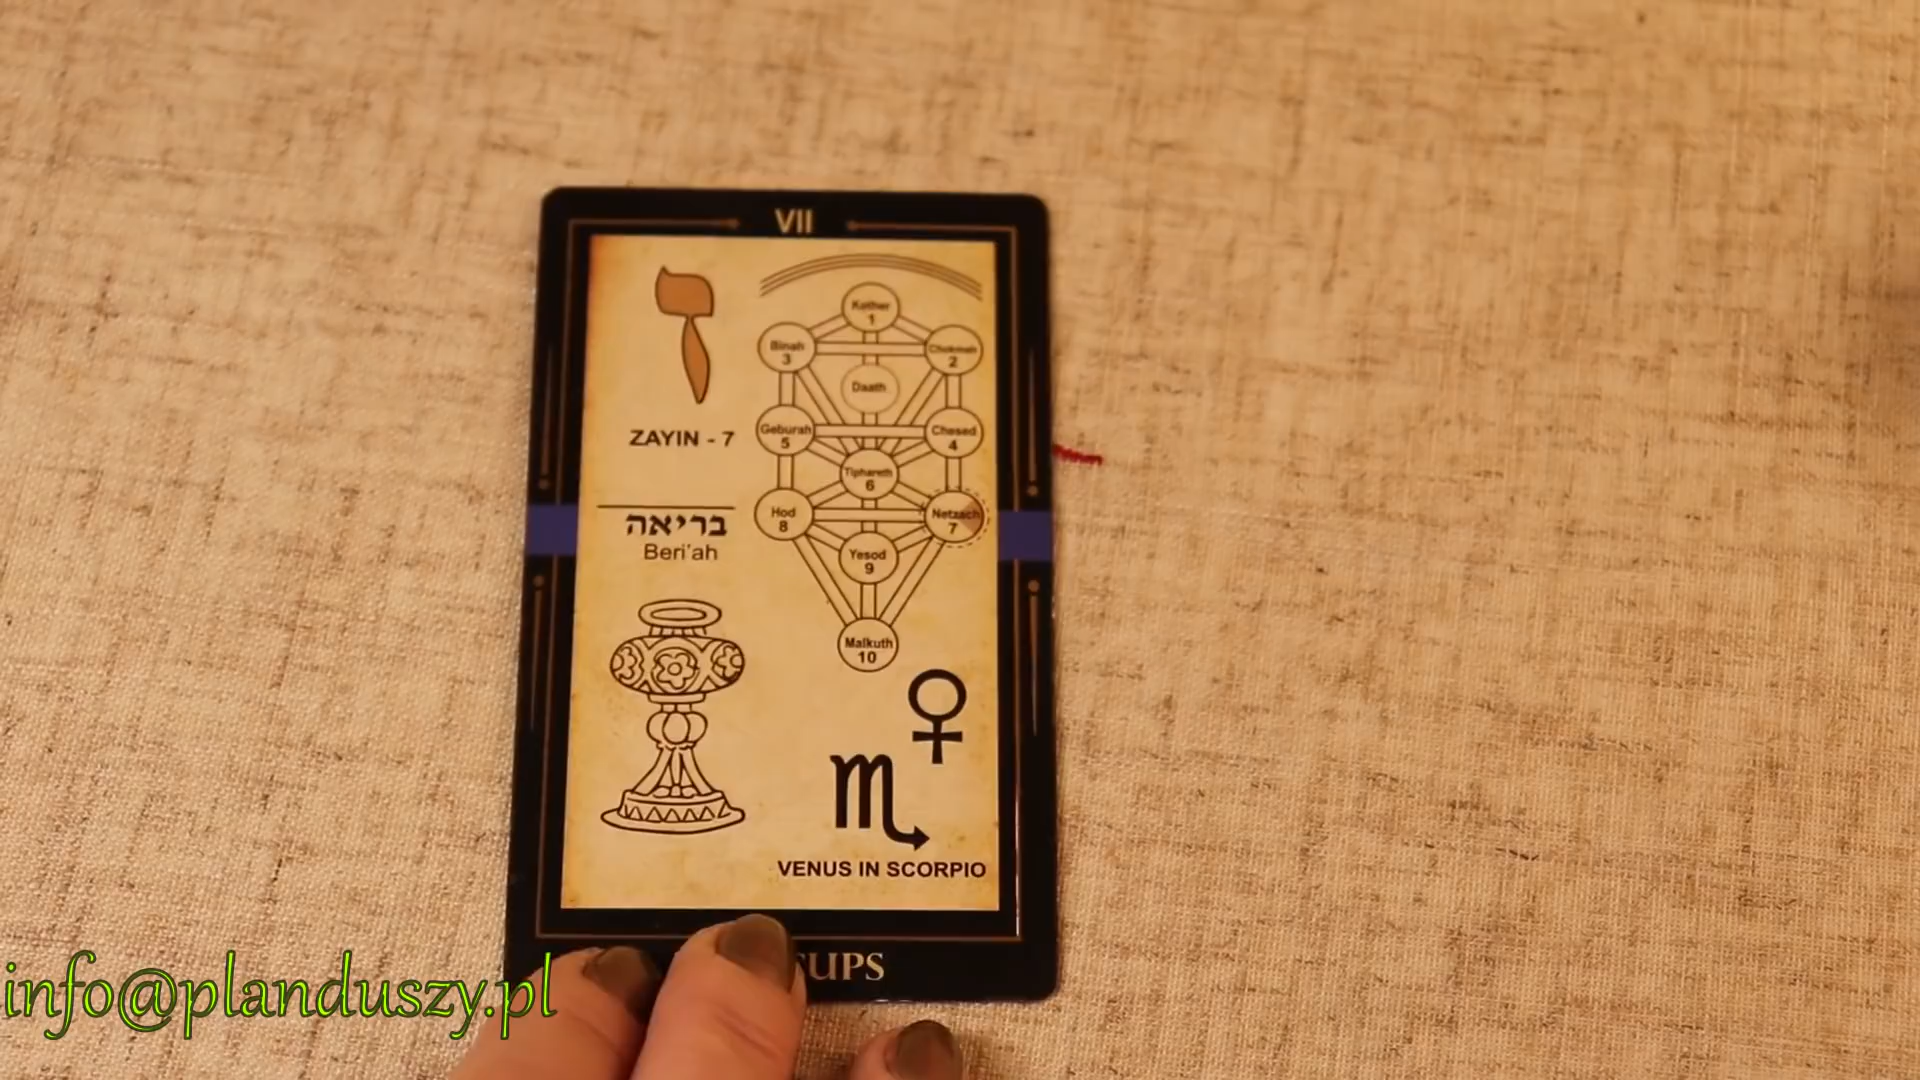 VII
ז
ZAYIN - 7
בריאה
Beri'ah
Kether
1
Binah
3
Chokmah
2
Daath
Geburah
5
Chesed
4
Tiphareth
6
Hod
8
Netzach
7
Yesod
9
Malkuth
10
♀
♏
VENUS IN SCORPIO
CUPS
info@planduszy.pl